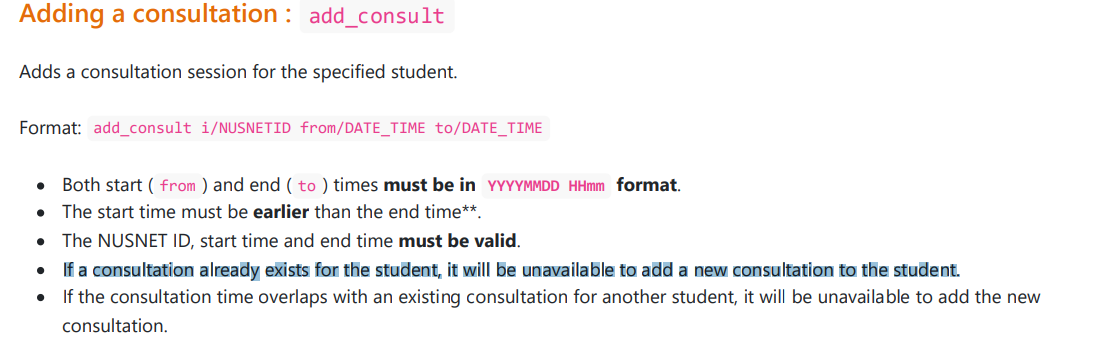 Adding a consultation : add_consult
Adds a consultation session for the specified student.
Format: add_consult i/NUSNETID from/DATE_TIME to/DATE_TIME
• Both start ( from ) and end ( to ) times must be in YYYYMMDD HHmm format.
• The start time must be earlier than the end time**.
• The NUSNET ID, start time and end time must be valid.
• If a consultation already exists for the student, it will be unavailable to add a new consultation to the student.
• If the consultation time overlaps with an existing consultation for another student, it will be unavailable to add the new
consultation.